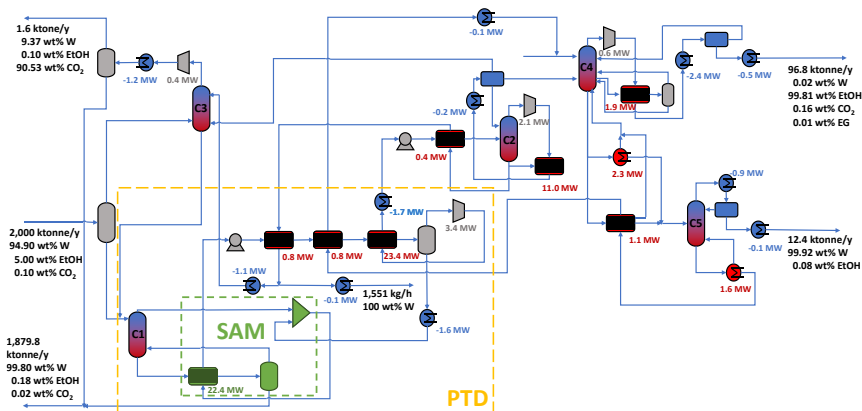 1.6 ktone/y
9.37 wt% W
0.10 wt% EtOH
90.53 wt% CO2
-1.2 MW
0.4 MW
C3
-0.1 MW
C4
0.6 MW
1.9 MW
-2.4 MW
-0.5 MW
96.8 ktonne/y
0.02 wt% W
99.81 wt% EtOH
0.16 wt% CO2
0.01 wt% EG
-0.2 MW
2.1 MW
C2
0.4 MW
11.0 MW
2.3 MW
-0.9 MW
C5
-0.1 MW
1.1 MW
1.6 MW
12.4 ktonne/y
99.92 wt% W
0.08 wt% EtOH
2,000 ktonne/y
94.90 wt% W
5.00 wt% EtOH
0.10 wt% CO2
-1.7 MW
3.4 MW
0.8 MW
0.8 MW
23.4 MW
-1.1 MW
-0.1 MW
1,551 kg/h
100 wt% W
-1.6 MW
C1
SAM
22.4 MW
PTD
1,879.8
ktonne/y
99.80 wt% W
0.18 wt% EtOH
0.02 wt% CO2